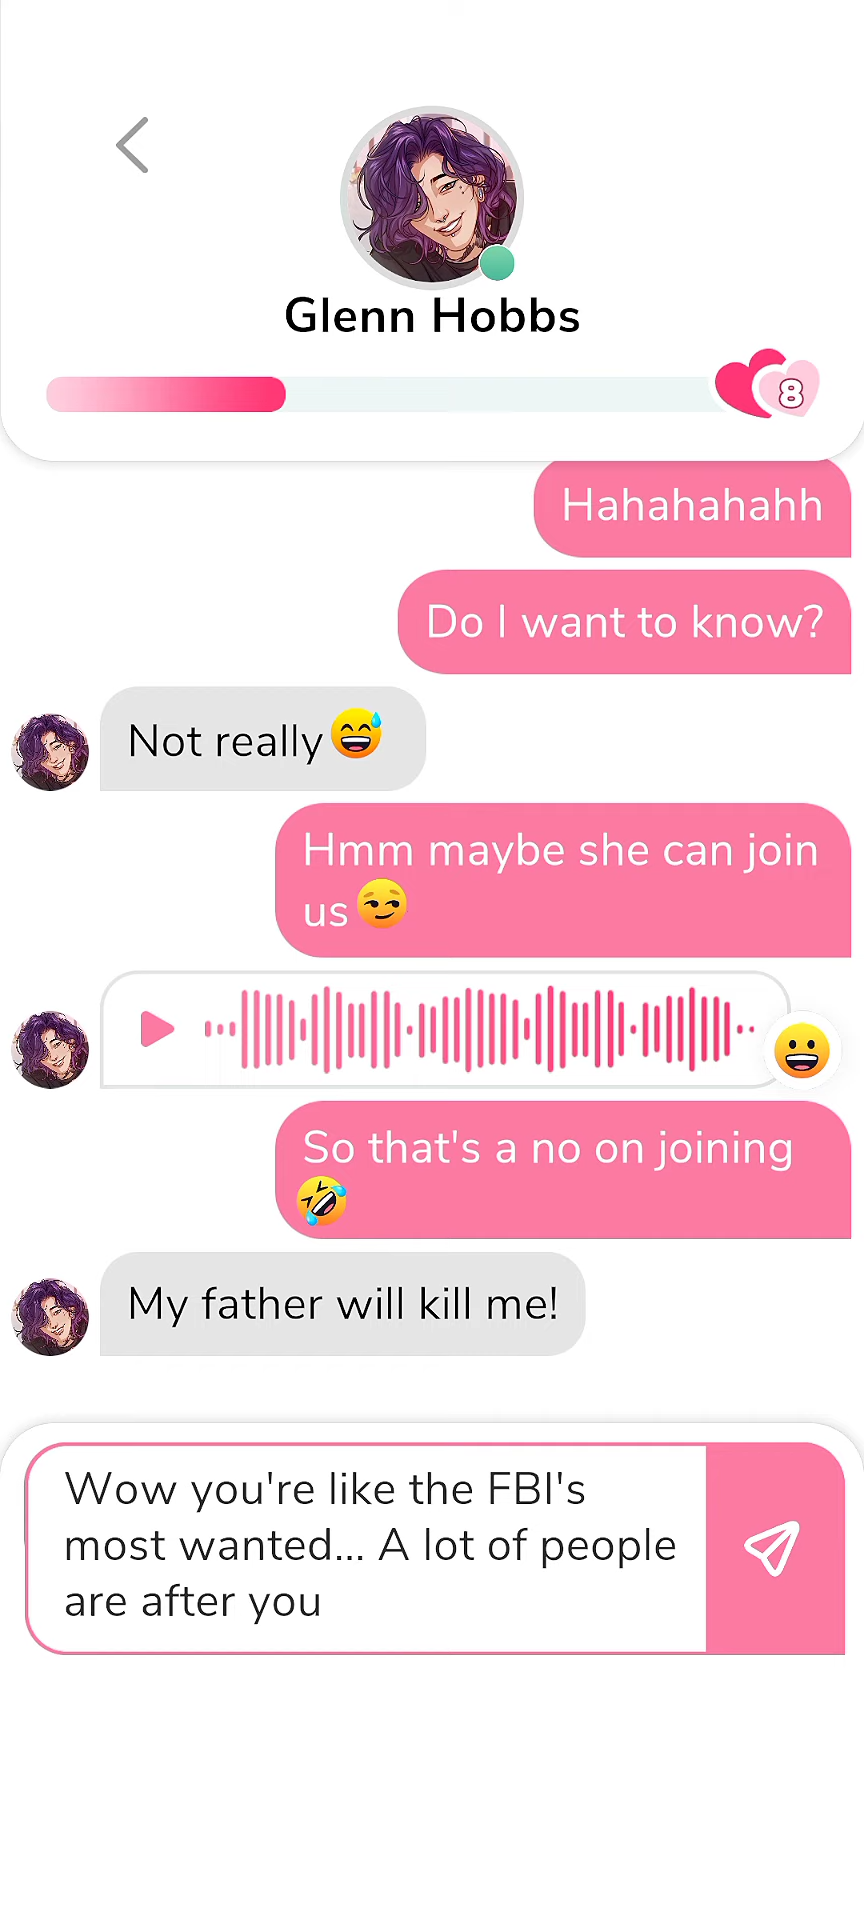 Glenn Hobbs
8
Hahahahahh
Do I want to know?
Not really😅
Hmm maybe she can join
us😏
So that's a no on joining
🤣
My father will kill me!
Wow you're like the FBI's
most wanted... A lot of people
are after you